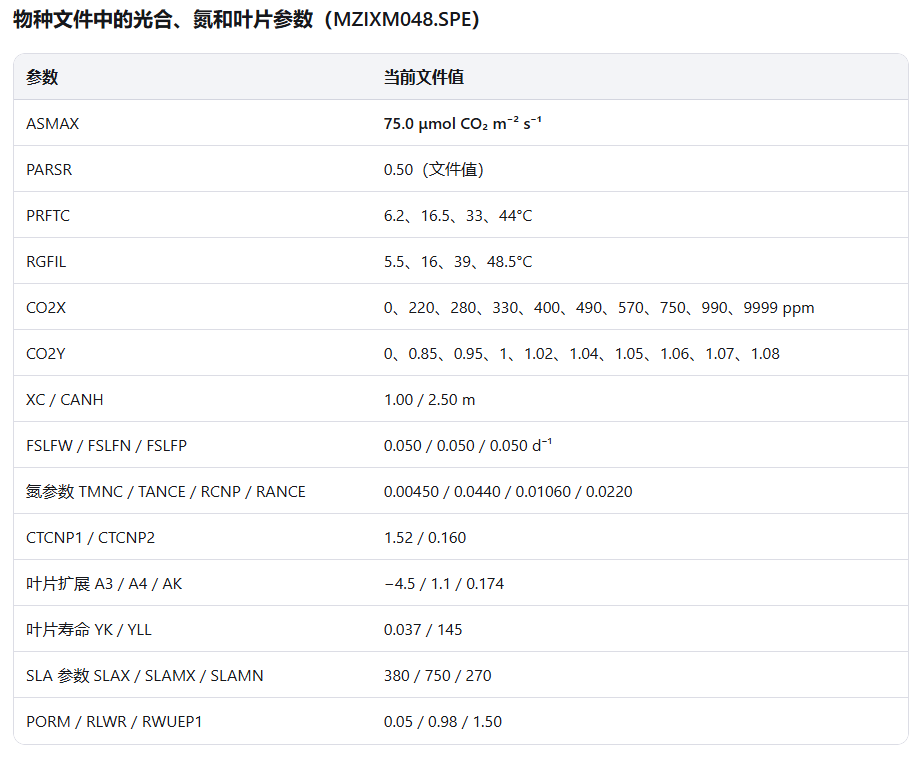 物种文件中的光合、氮和叶片参数（MZIXM048.SPE）
参数 当前文件值
ASMAX 75.0 μmol CO₂ m⁻² s⁻¹
PARSR 0.50（文件值）
PRFTC 6.2、16.5、33、44°C
RGFIL 5.5、16、39、48.5°C
CO2X 0、220、280、330、400、490、570、750、990、9999 ppm
CO2Y 0、0.85、0.95、1、1.02、1.04、1.05、1.06、1.07、1.08
XC / CANH 1.00 / 2.50 m
FSLFW / FSLFN / FSLFP 0.050 / 0.050 / 0.050 d⁻¹
氮参数 TMNC / TANCE / RCNP / RANCE 0.00450 / 0.0440 / 0.01060 / 0.0220
CTCNP1 / CTCNP2 1.52 / 0.160
叶片扩展 A3 / A4 / AK −4.5 / 1.1 / 0.174
叶片寿命 YK / YLL 0.037 / 145
SLA 参数 SLAX / SLAMX / SLAMN 380 / 750 / 270
PORM / RLWR / RWUEP1 0.05 / 0.98 / 1.50